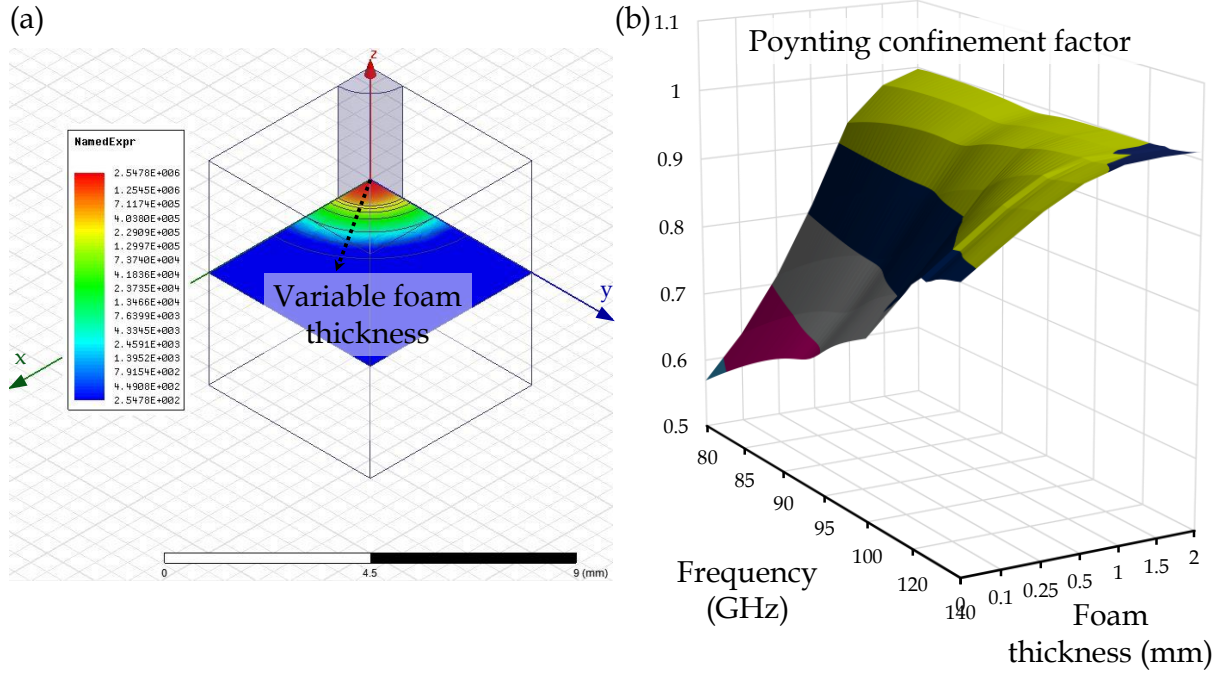 (a)
z
NamedExpr
2.5478E+006
1.2545E+006
7.1174E+005
4.0380E+005
2.2909E+005
1.2997E+005
7.3740E+004
4.1836E+004
2.3735E+004
1.3466E+004
7.6399E+003
4.3345E+003
2.4591E+003
1.3952E+003
7.9154E+002
4.4908E+002
2.5478E+002
Variable foam
thickness
y
x
0
4.5
9 (mm)
(b)
Poynting confinement factor
1.1
1
0.9
0.8
0.7
0.6
0.5
80
85
90
95
100
120
140
Frequency
(GHz)
0
0.1
0.25
0.5
1
1.5
2
Foam
thickness (mm)